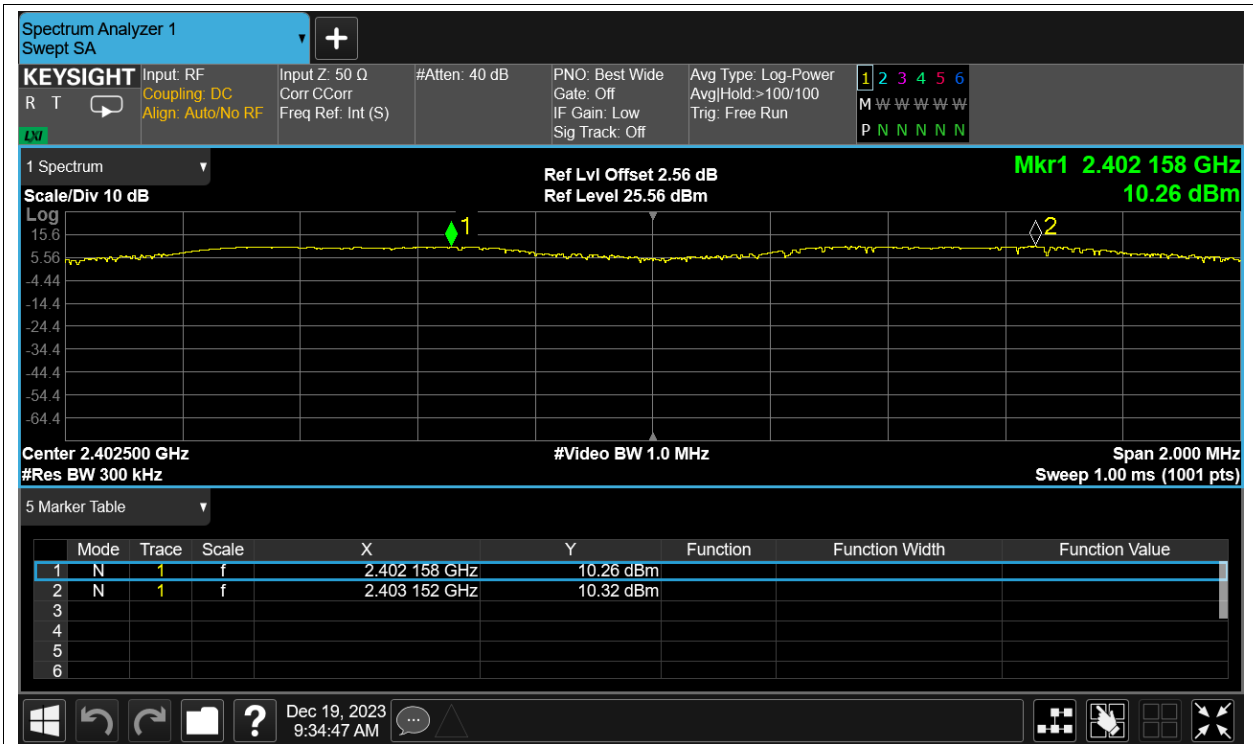 Spectrum Analyzer 1
Swept SA
KEYSIGHT
R T
LXI
Input: RF
Coupling: DC
Align: Auto/No RF
Input Z: 50 Ω
Corr CCorr
Freq Ref: Int (S)
#Atten: 40 dB
PNO: Best Wide
Gate: Off
IF Gain: Low
Sig Track: Off
Avg Type: Log-Power
Avg|Hold:>100/100
Trig: Free Run
1 2 3 4 5 6
M W W W W W
P N N N N N
1 Spectrum
Scale/Div 10 dB
Ref Lvl Offset 2.56 dB
Ref Level 25.56 dBm
Mkr1 2.402 158 GHz
10.26 dBm
Log
15.6
5.56
-4.44
-14.4
-24.4
-34.4
-44.4
-54.4
-64.4
1
2
Center 2.402500 GHz
#Video BW 1.0 MHz
Span 2.000 MHz
#Res BW 300 kHz
Sweep 1.00 ms (1001 pts)
5 Marker Table
Mode Trace Scale X Y Function Function Width Function Value
1 N 1 f 2.402 158 GHz 10.26 dBm
2 N 1 f 2.403 152 GHz 10.32 dBm
3
4
5
6
?
Dec 19, 2023
9:34:47 AM